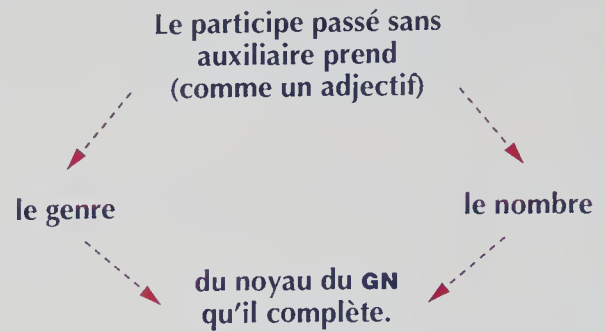 Le participe passé sans
auxiliaire prend
(comme un adjectif)
le genre
le nombre
du noyau du GN
qu'il complète.